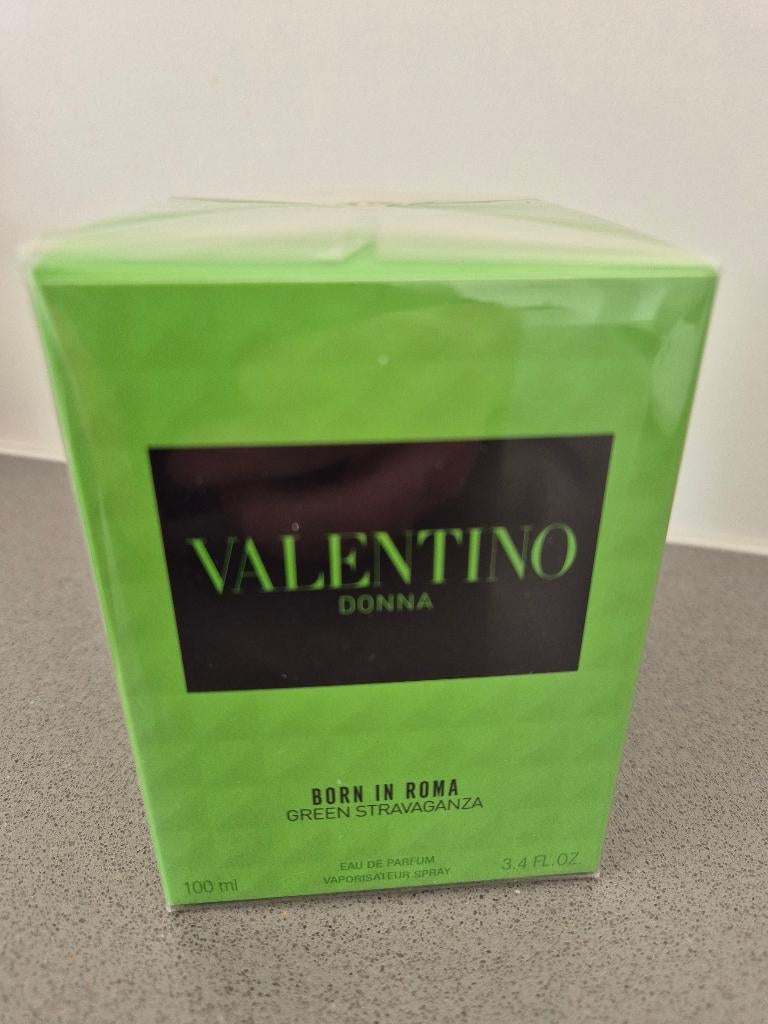 VALENTINO
DONNA
BORN IN ROMA
GREEN STRAVAGANZA
EAU DE PARFUM
VAPORISATEUR SPRAY
100 ml
3.4 FL.OZ.